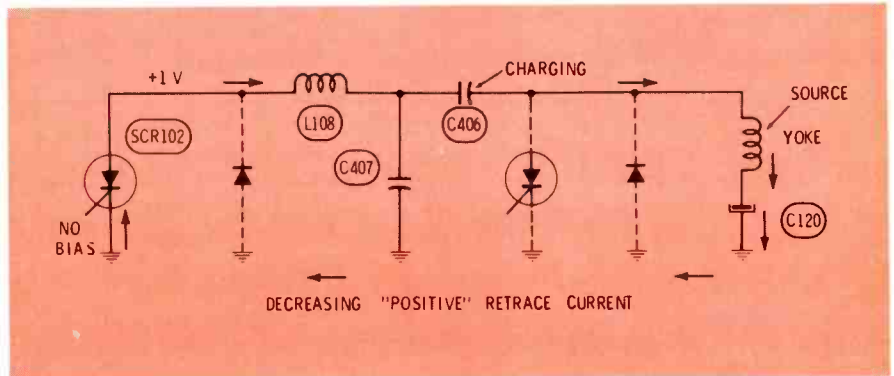 +1 V
CHARGING
SOURCE
L108
C406
YOKE
SCR102
C407
NO
BIAS
C120
DECREASING "POSITIVE" RETRACE CURRENT